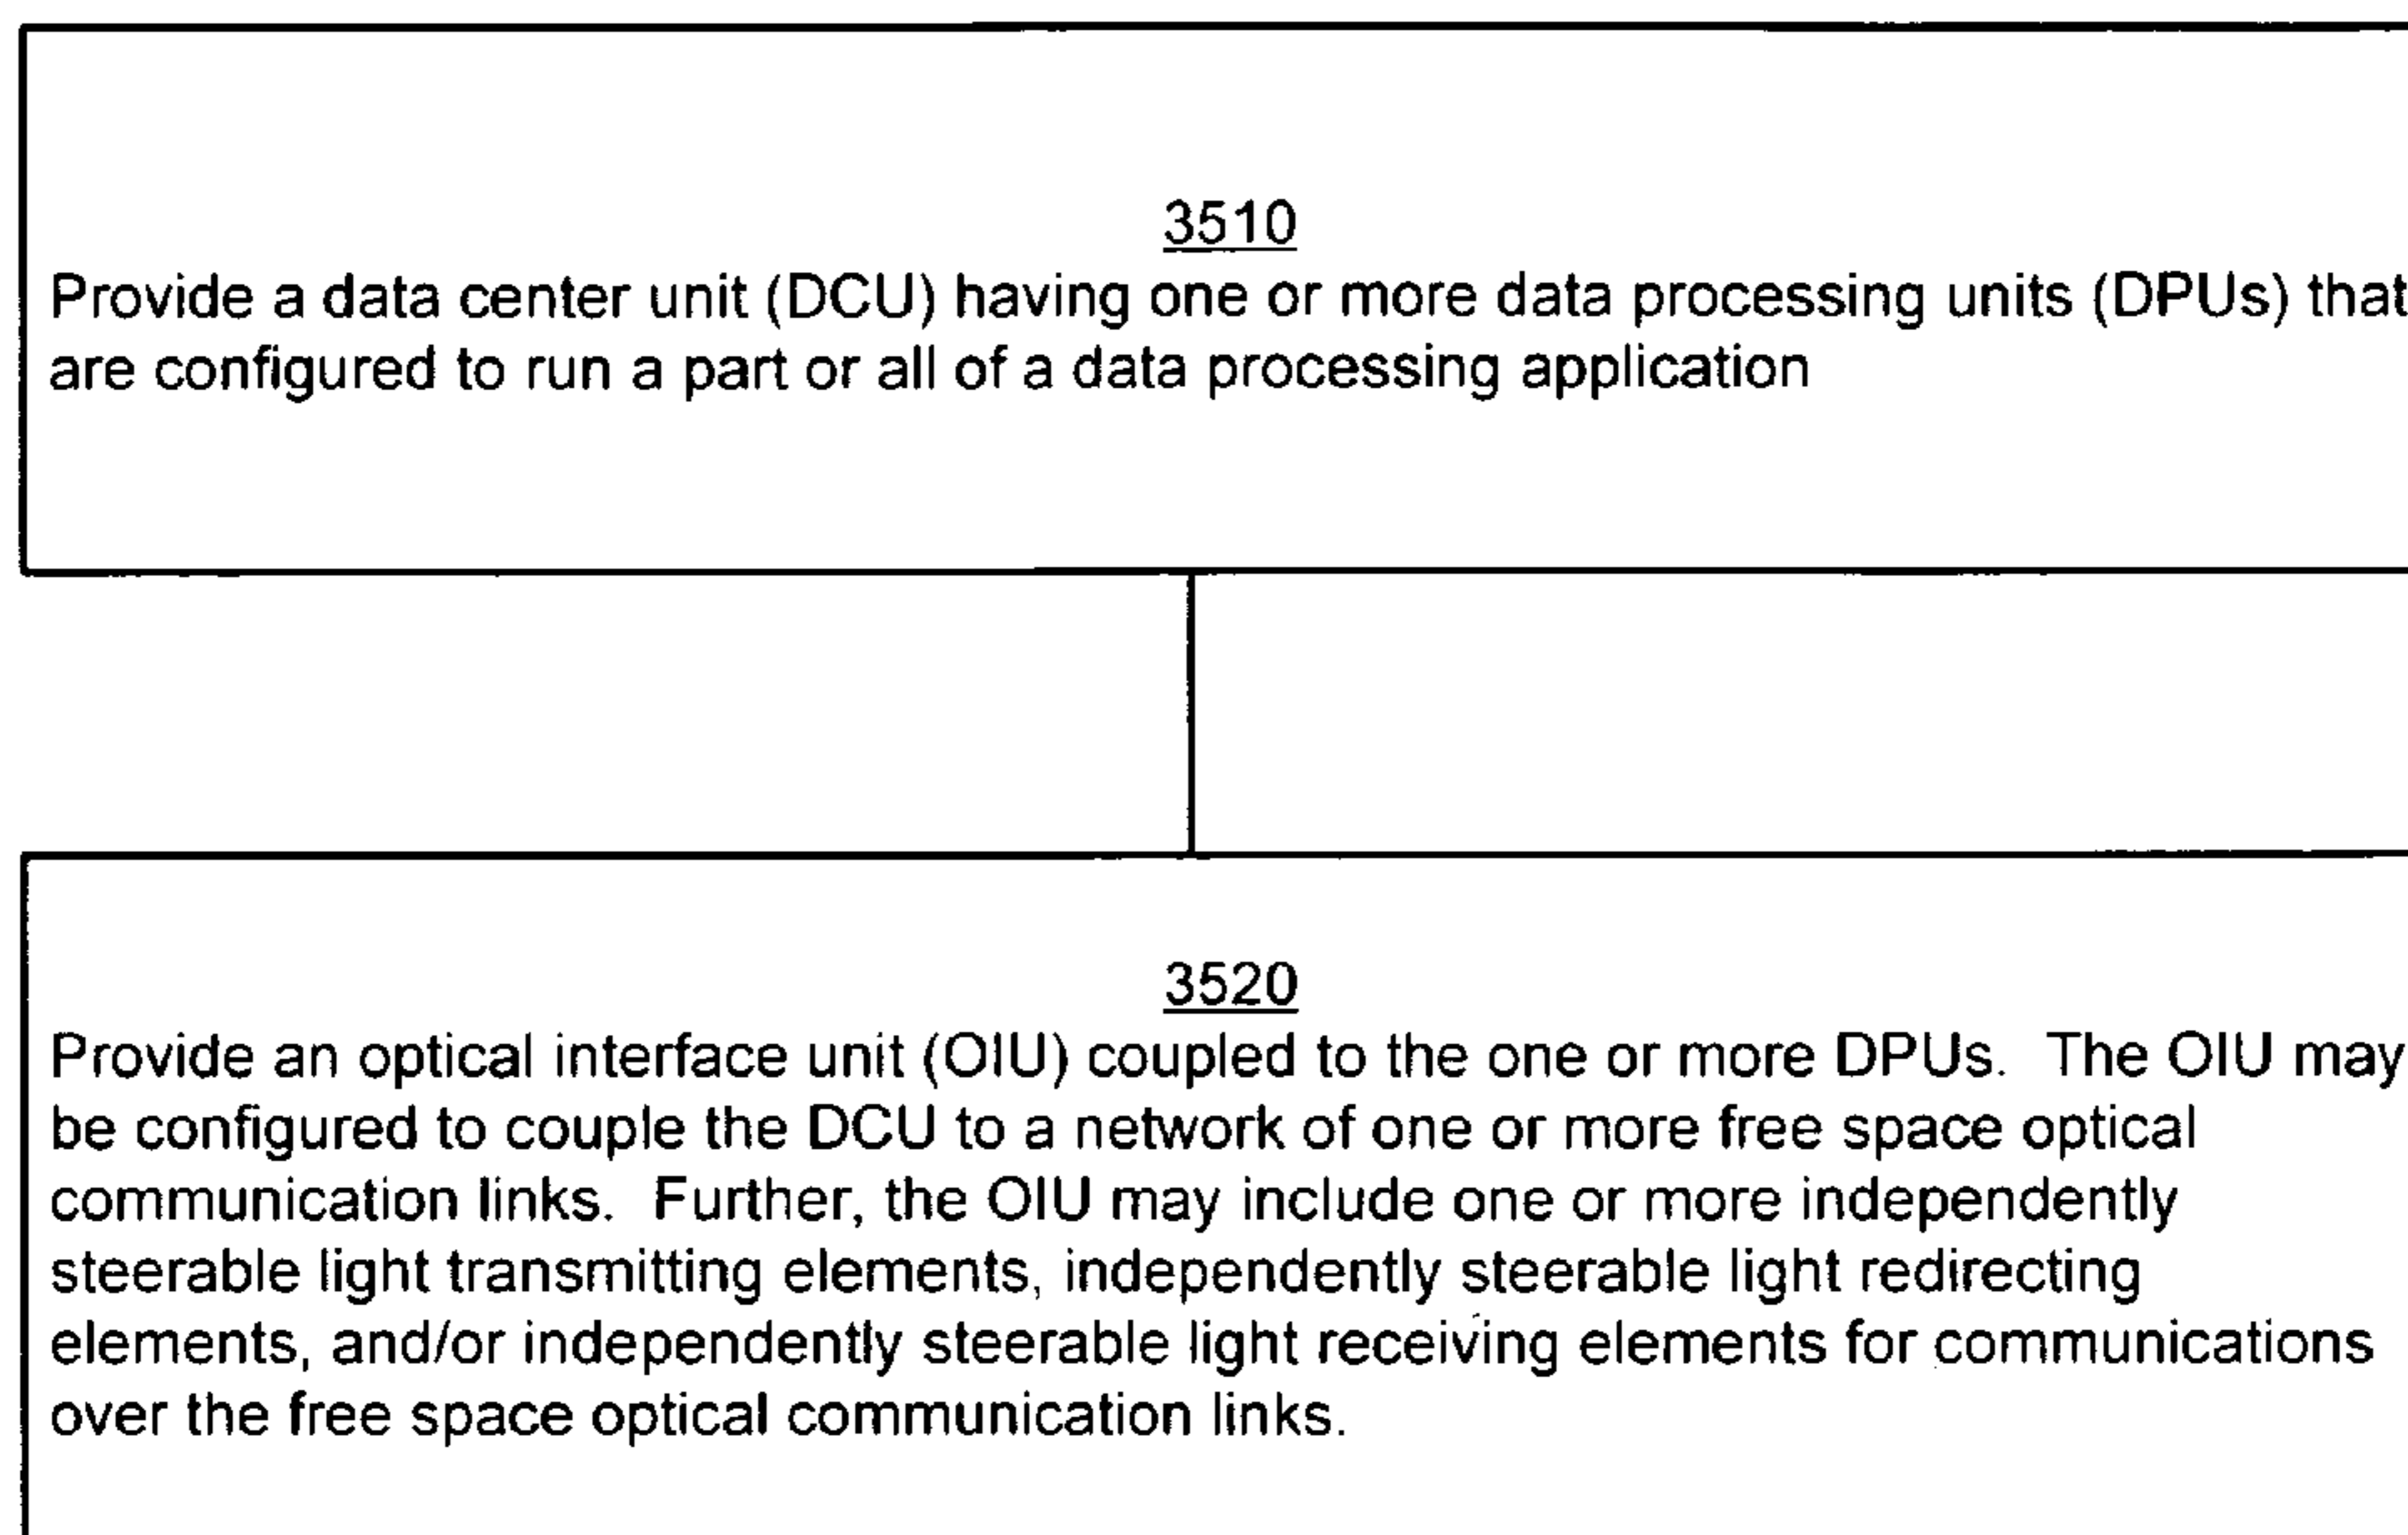 3510
Provide a data center unit (DCU) having one or more data processing units (DPUs) that
are configured to run a part or all of a data processing application
3520
Provide an optical interface unit (OIU) coupled to the one or more DPUs. The OIU may
be configured to couple the DCU to a network of one or more free space optical
communication links. Further, the OIU may include one or more independently
steerable light transmitting elements, independently steerable light redirecting
elements, and/or independently steerable light receiving elements for communications
over the free space optical communication links.